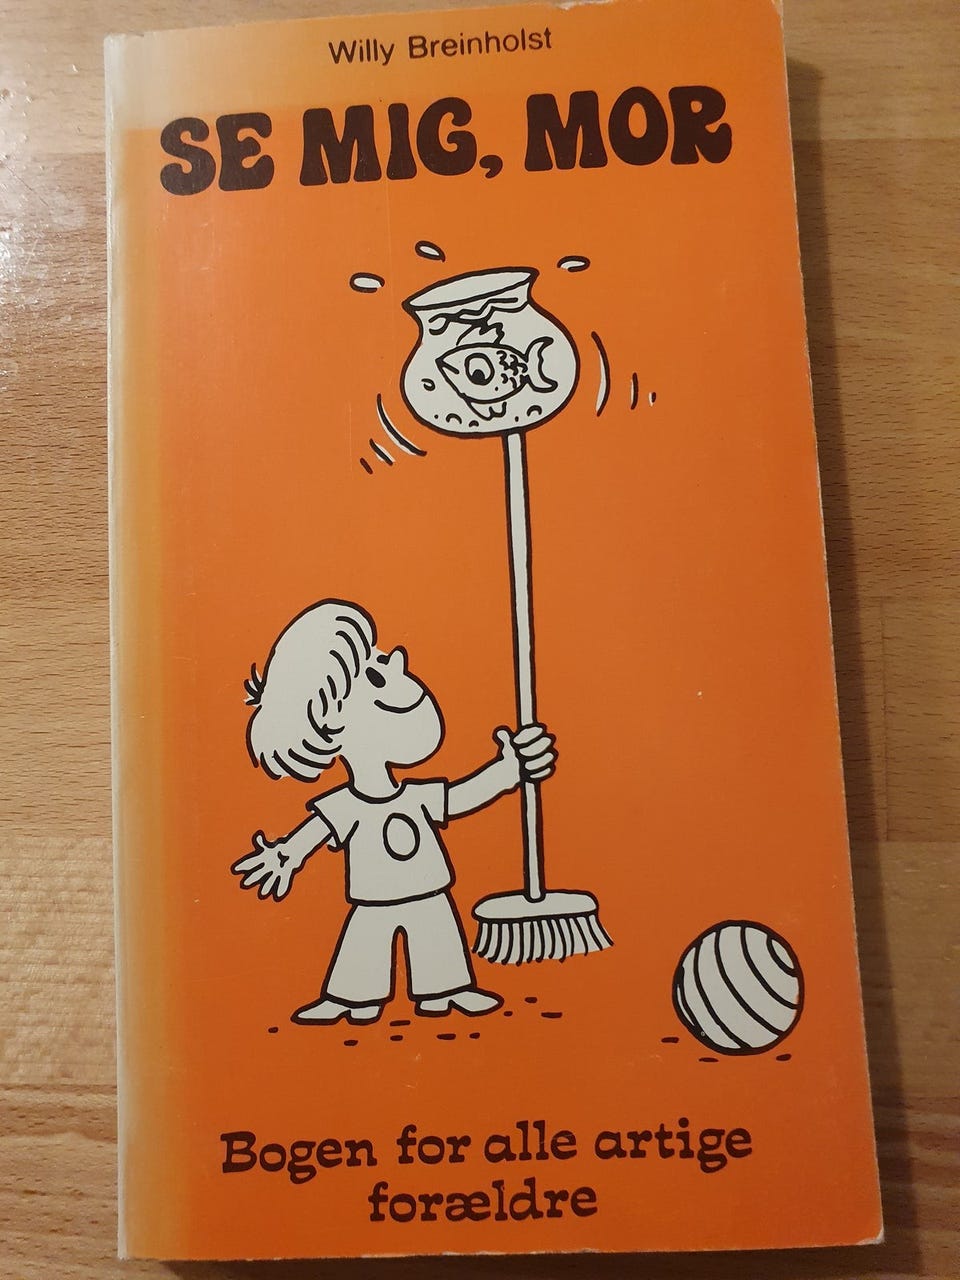 Willy Breinholst
SE MIG, MOR
Bogen for alle artige
forældre